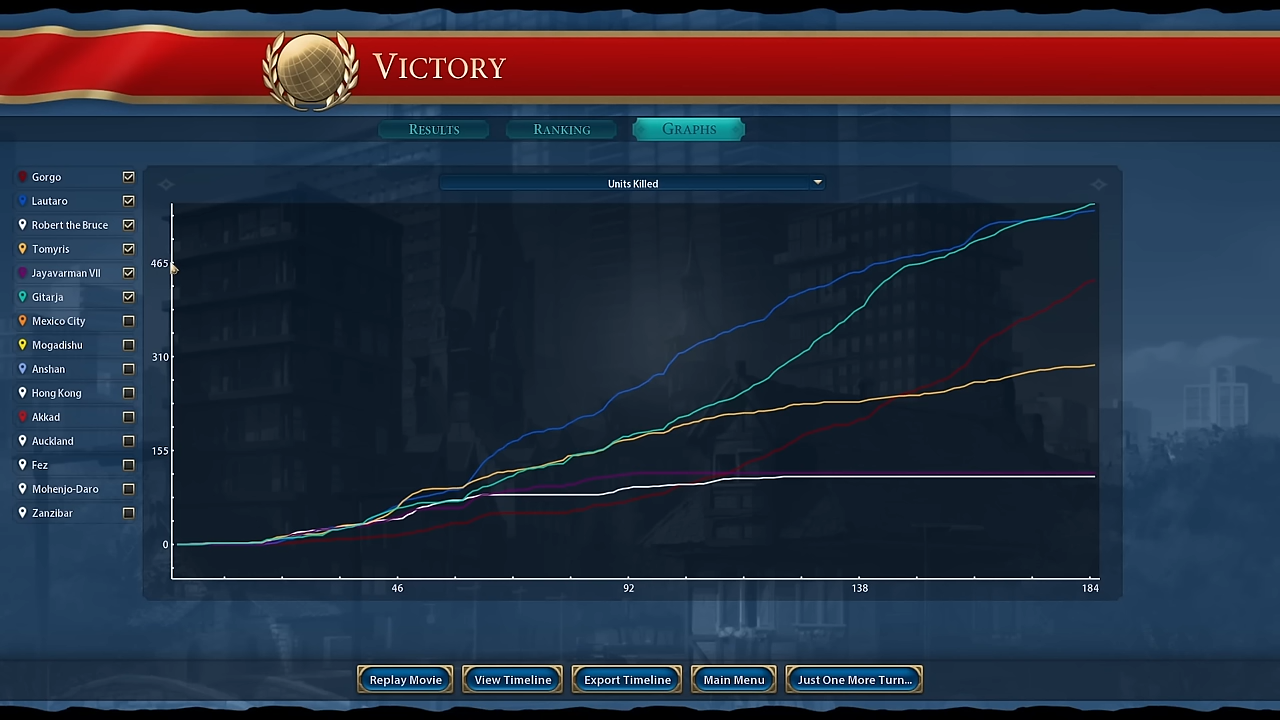 VICTORY
RESULTS
RANKING
GRAPHS
Gorgo
Lautaro
Robert the Bruce
Tomyris
Jayavarman VII
Gitarja
Mexico City
Mogadishu
Anshan
Hong Kong
Akkad
Auckland
Fez
Mohenjo-Daro
Zanzibar
Units Killed
465
310
155
0
46 92 138 184
Replay Movie
View Timeline
Export Timeline
Main Menu
Just One More Turn...